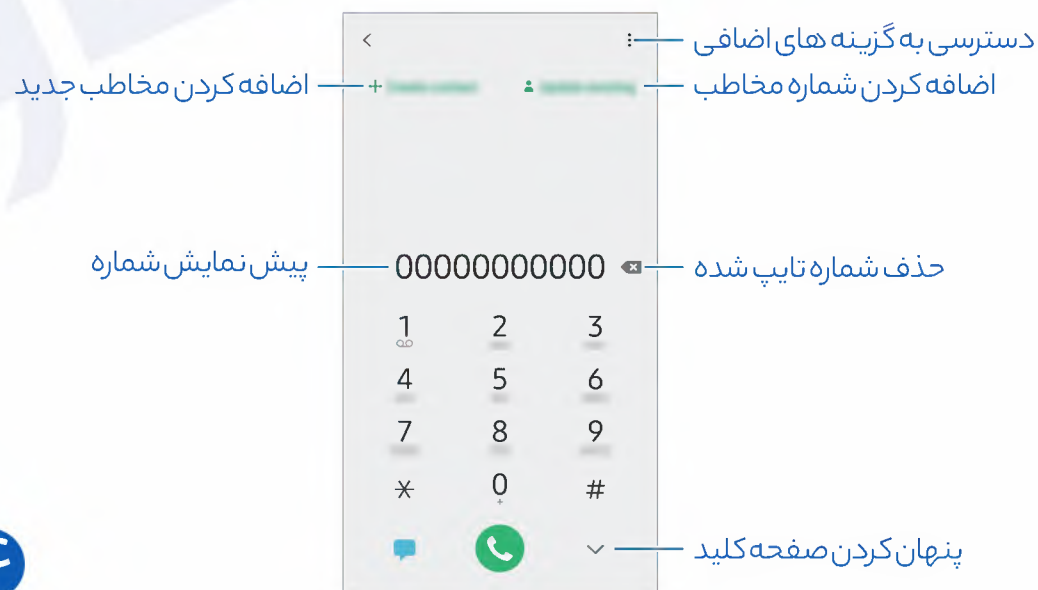 دسترسی به گزینه های اضافی
اضافه کردن شماره مخاطب
اضافه کردن مخاطب جدید
00000000000
حذف شماره تایپ شده
پیش نمایش شماره
1 2 3
4 5 6
7 8 9
* 0 #
+
پنهان کردن صفحه کلید